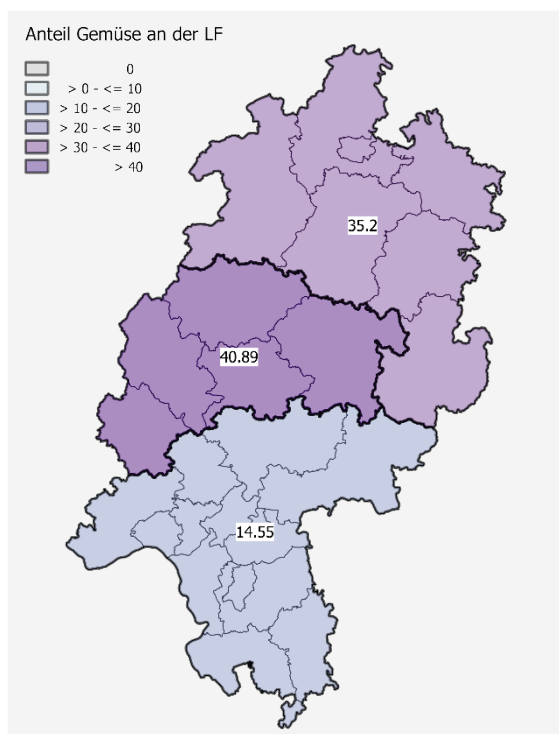 Anteil Gemüse an der LF
0
> 0 - <= 10
> 10 - <= 20
> 20 - <= 30
> 30 - <= 40
> 40
35.2
40.89
14.55